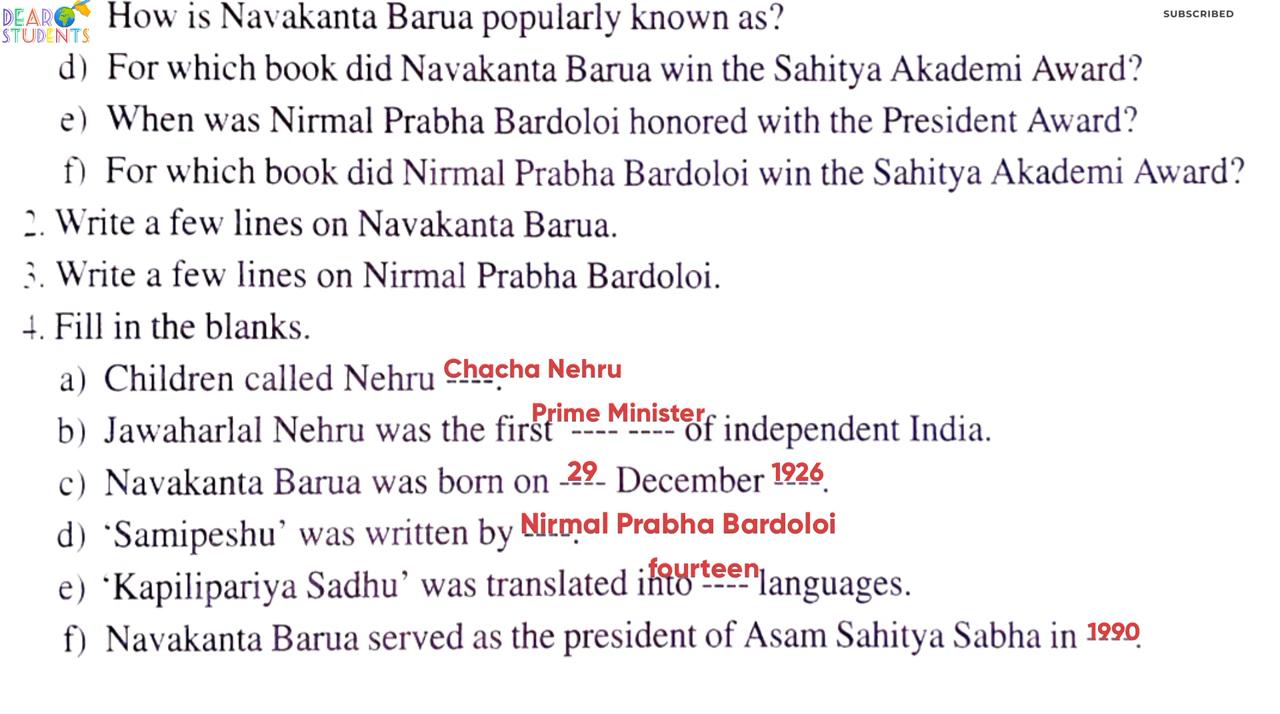 DEAR STUDENTS
SUBSCRIBED
How is Navakanta Barua popularly known as?
d) For which book did Navakanta Barua win the Sahitya Akademi Award?
e) When was Nirmal Prabha Bardoloi honored with the President Award?
f) For which book did Nirmal Prabha Bardoloi win the Sahitya Akademi Award?
2. Write a few lines on Navakanta Barua.
3. Write a few lines on Nirmal Prabha Bardoloi.
4. Fill in the blanks.
a) Children called Nehru Chacha Nehru ----.
b) Jawaharlal Nehru was the first Prime Minister ---- ---- of independent India.
c) Navakanta Barua was born on 29 ---- December 1926 ----.
d) ‘Samipeshu’ was written by Nirmal Prabha Bardoloi ----.
e) ‘Kapilipariya Sadhu’ was translated into fourteen ---- languages.
f) Navakanta Barua served as the president of Asam Sahitya Sabha in 1990 ----.